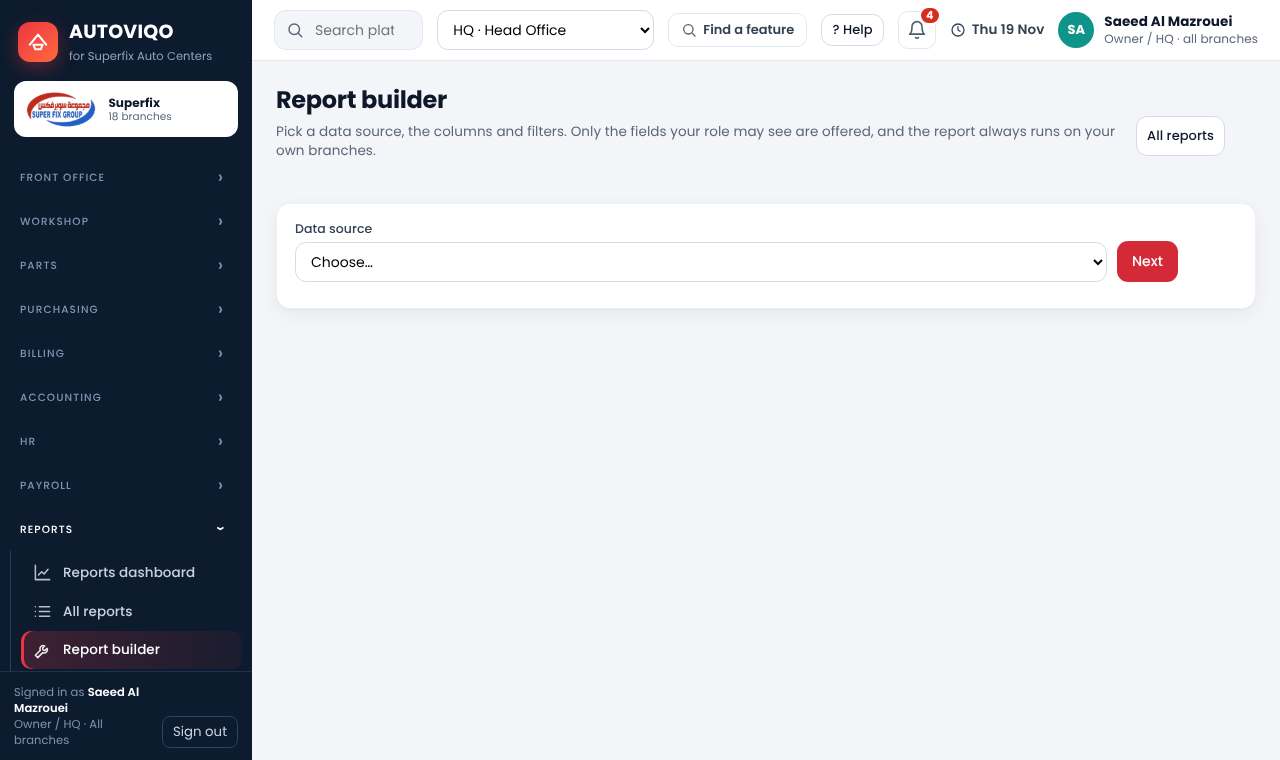 AUTOVIQO
for Superfix Auto Centers
مجموعة سوبر فكس
SUPER FIX GROUP
Superfix
18 branches
FRONT OFFICE
WORKSHOP
PARTS
PURCHASING
BILLING
ACCOUNTING
HR
PAYROLL
REPORTS
Reports dashboard
All reports
Report builder
Signed in as Saeed Al
Mazrouei
Owner / HQ · All
branches
Sign out
Search plat
HQ · Head Office
Find a feature
? Help
4
Thu 19 Nov
SA
Saeed Al Mazrouei
Owner / HQ · all branches
Report builder
Pick a data source, the columns and filters. Only the fields your role may see are offered, and the report always runs on your
own branches.
All reports
Data source
Choose...
Next